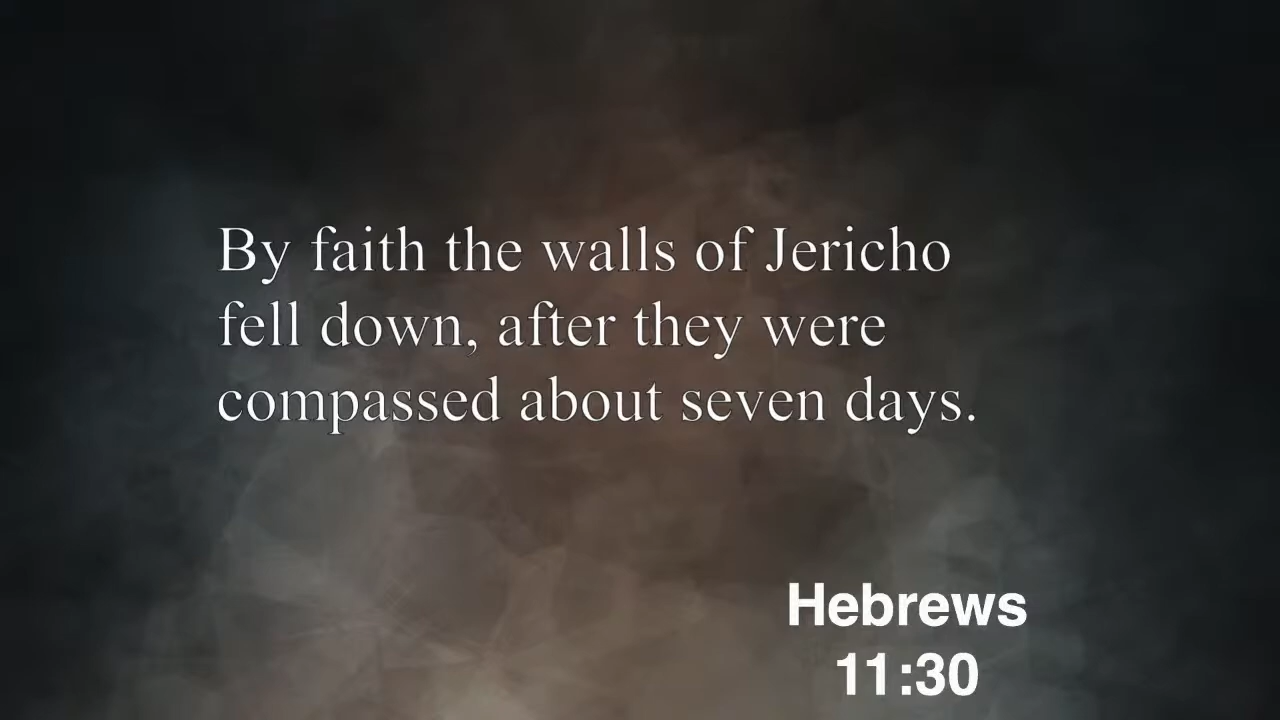 By faith the walls of Jericho
fell down, after they were
compassed about seven days.
Hebrews
11:30